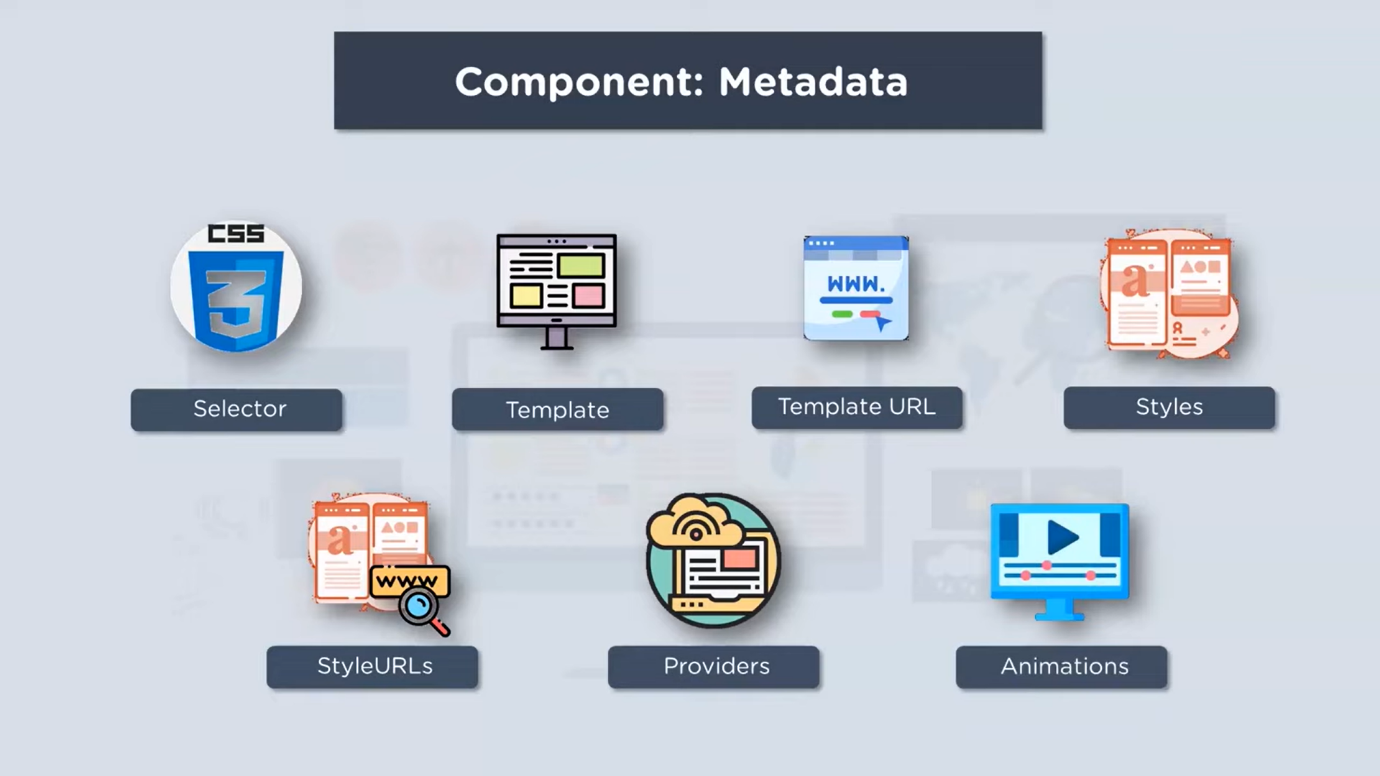 Component: Metadata
CSS
3
Selector
Template
www.
Template URL
a
Styles
a
www
StyleURLs
Providers
Animations